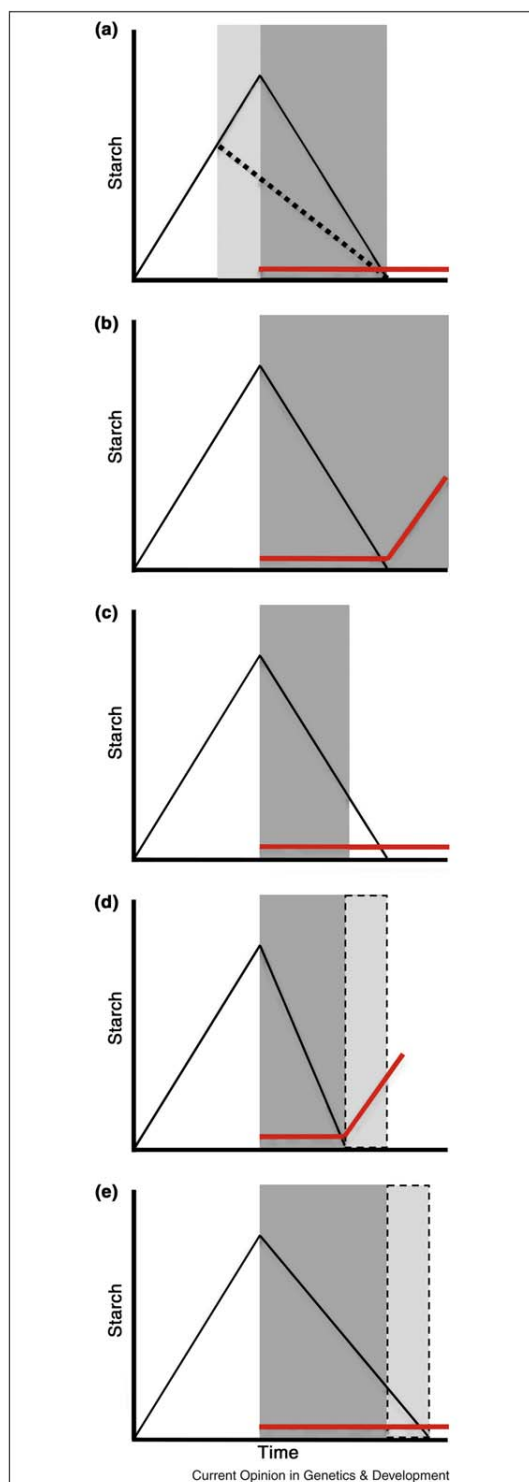 (a)
Starch
(b)
Starch
(c)
Starch
(d)
Starch
(e)
Starch
Time
Current Opinion in Genetics & Development